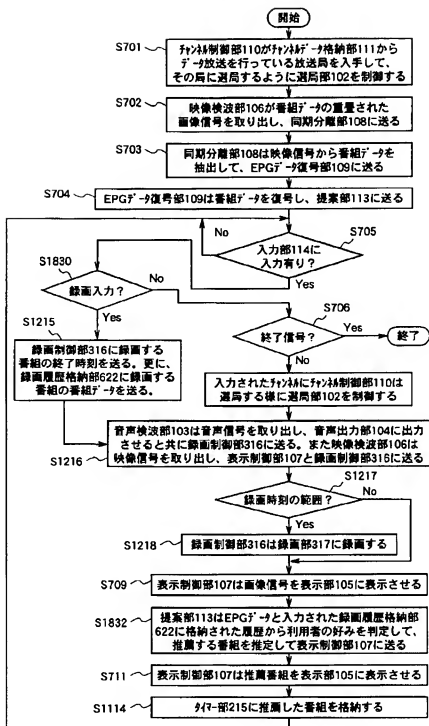 開始
S701
チャンネル制御部110がチャンネルデータ格納部111から
データ放送を行っている放送局を入手して、
その局に選局するように選局部102を制御する
S702
映像検波部106が番組データの重畳された
画像信号を取り出し、同期分離部108に送る
S703
同期分離部108は映像信号から番組データを
抽出して、EPGデータ復号部109に送る
S704
EPGデータ復号部109は番組データを復号し、提案部113に送る
No
S705
入力部114に
入力有り?
Yes
S1830
録画入力?
No
Yes
S706
終了信号?
Yes
終了
No
S1215
録画制御部316に録画する
番組の終了時刻を送る。更に、
録画履歴格納部622に録画する
番組の番組データを送る。
入力されたチャンネルにチャンネル制御部110は
選局する様に選局部102を制御する
音声検波部103は音声信号を取り出し、音声出力部104に出力
させると共に録画制御部316に送る。また映像検波部106は
映像信号を取り出し、表示制御部107と録画制御部316に送る
S1216
S1217
録画時刻の範囲?
No
Yes
S1218
録画制御部316は録画部317に録画する
S709
表示制御部107は画像信号を表示部105に表示させる
S1832
提案部113はEPGデータと入力された録画履歴格納部
622に格納された履歴から利用者の好みを判定して、
推薦する番組を推定して表示制御部107に送る
S711
表示制御部107は推薦番組を表示部105に表示させる
S1114
タイマー部215に推薦した番組を格納する